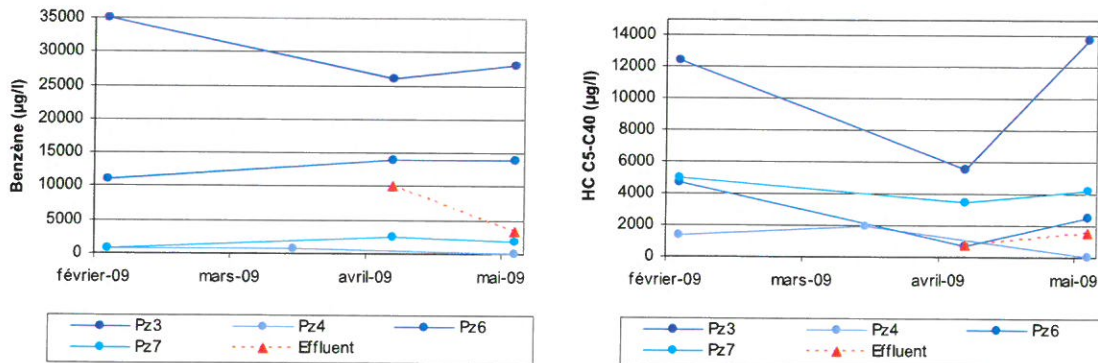 Benzène (µg/l)
35000
30000
25000
20000
15000
10000
5000
0
février-09 mars-09 avril-09 mai-09
Pz3 Pz4 Pz6
Pz7 Effluent
HC C5-C40 (µg/l)
14000
12000
10000
8000
6000
4000
2000
0
février-09 mars-09 avril-09 mai-09
Pz3 Pz4 Pz6
Pz7 Effluent